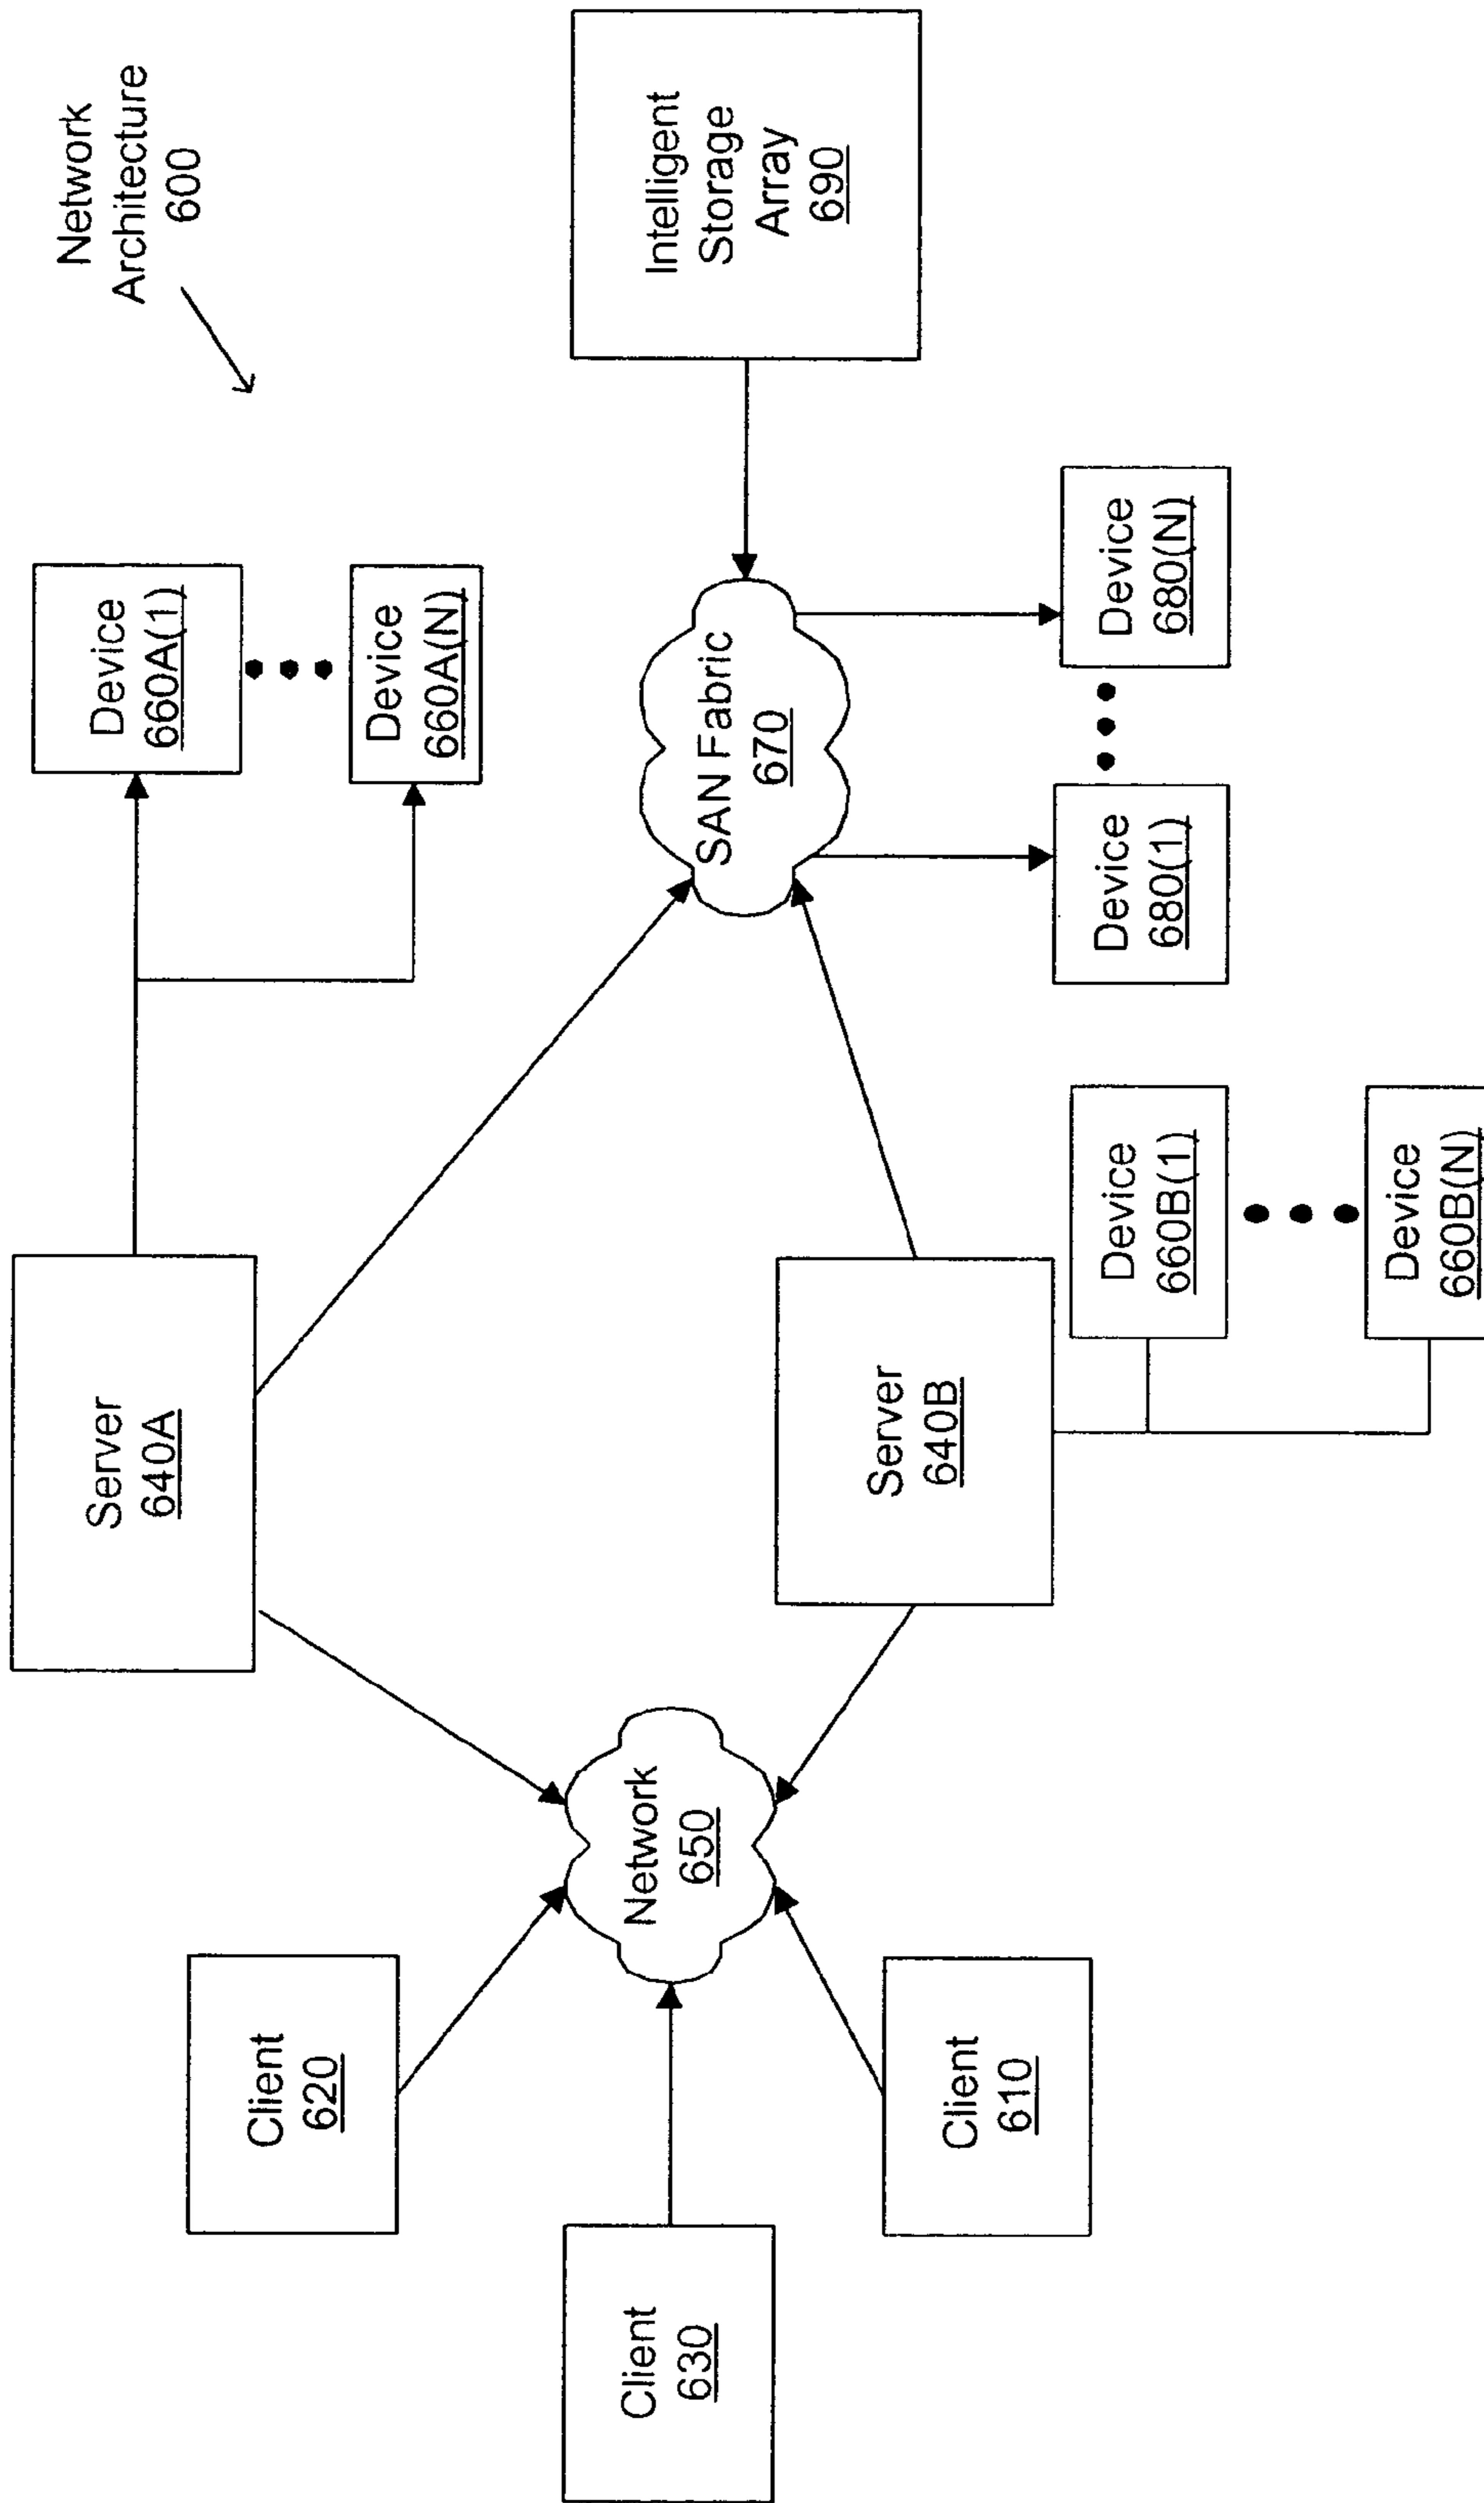 Network
Architecture
600
Device
660A(1)
Device
660A(N)
Intelligent
Storage
Array
690
Server
640A
SAN Fabric
670
Device
680(N)
Device
680(1)
Client
620
Network
650
Server
640B
Device
660B(1)
Device
660B(N)
Client
630
Client
610